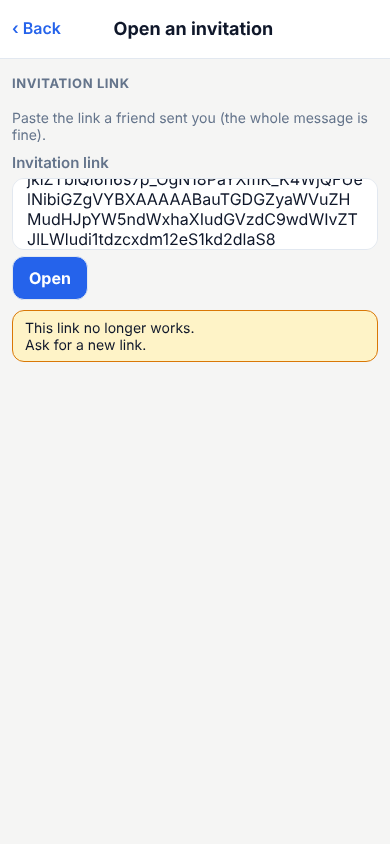 ‹ Back
Open an invitation
INVITATION LINK
Paste the link a friend sent you (the whole message is
fine).
Invitation link
MudHJpYW5ndWxhaXIudGVzdC9wdWIvZT
Open
This link no longer works.
Ask for a new link.